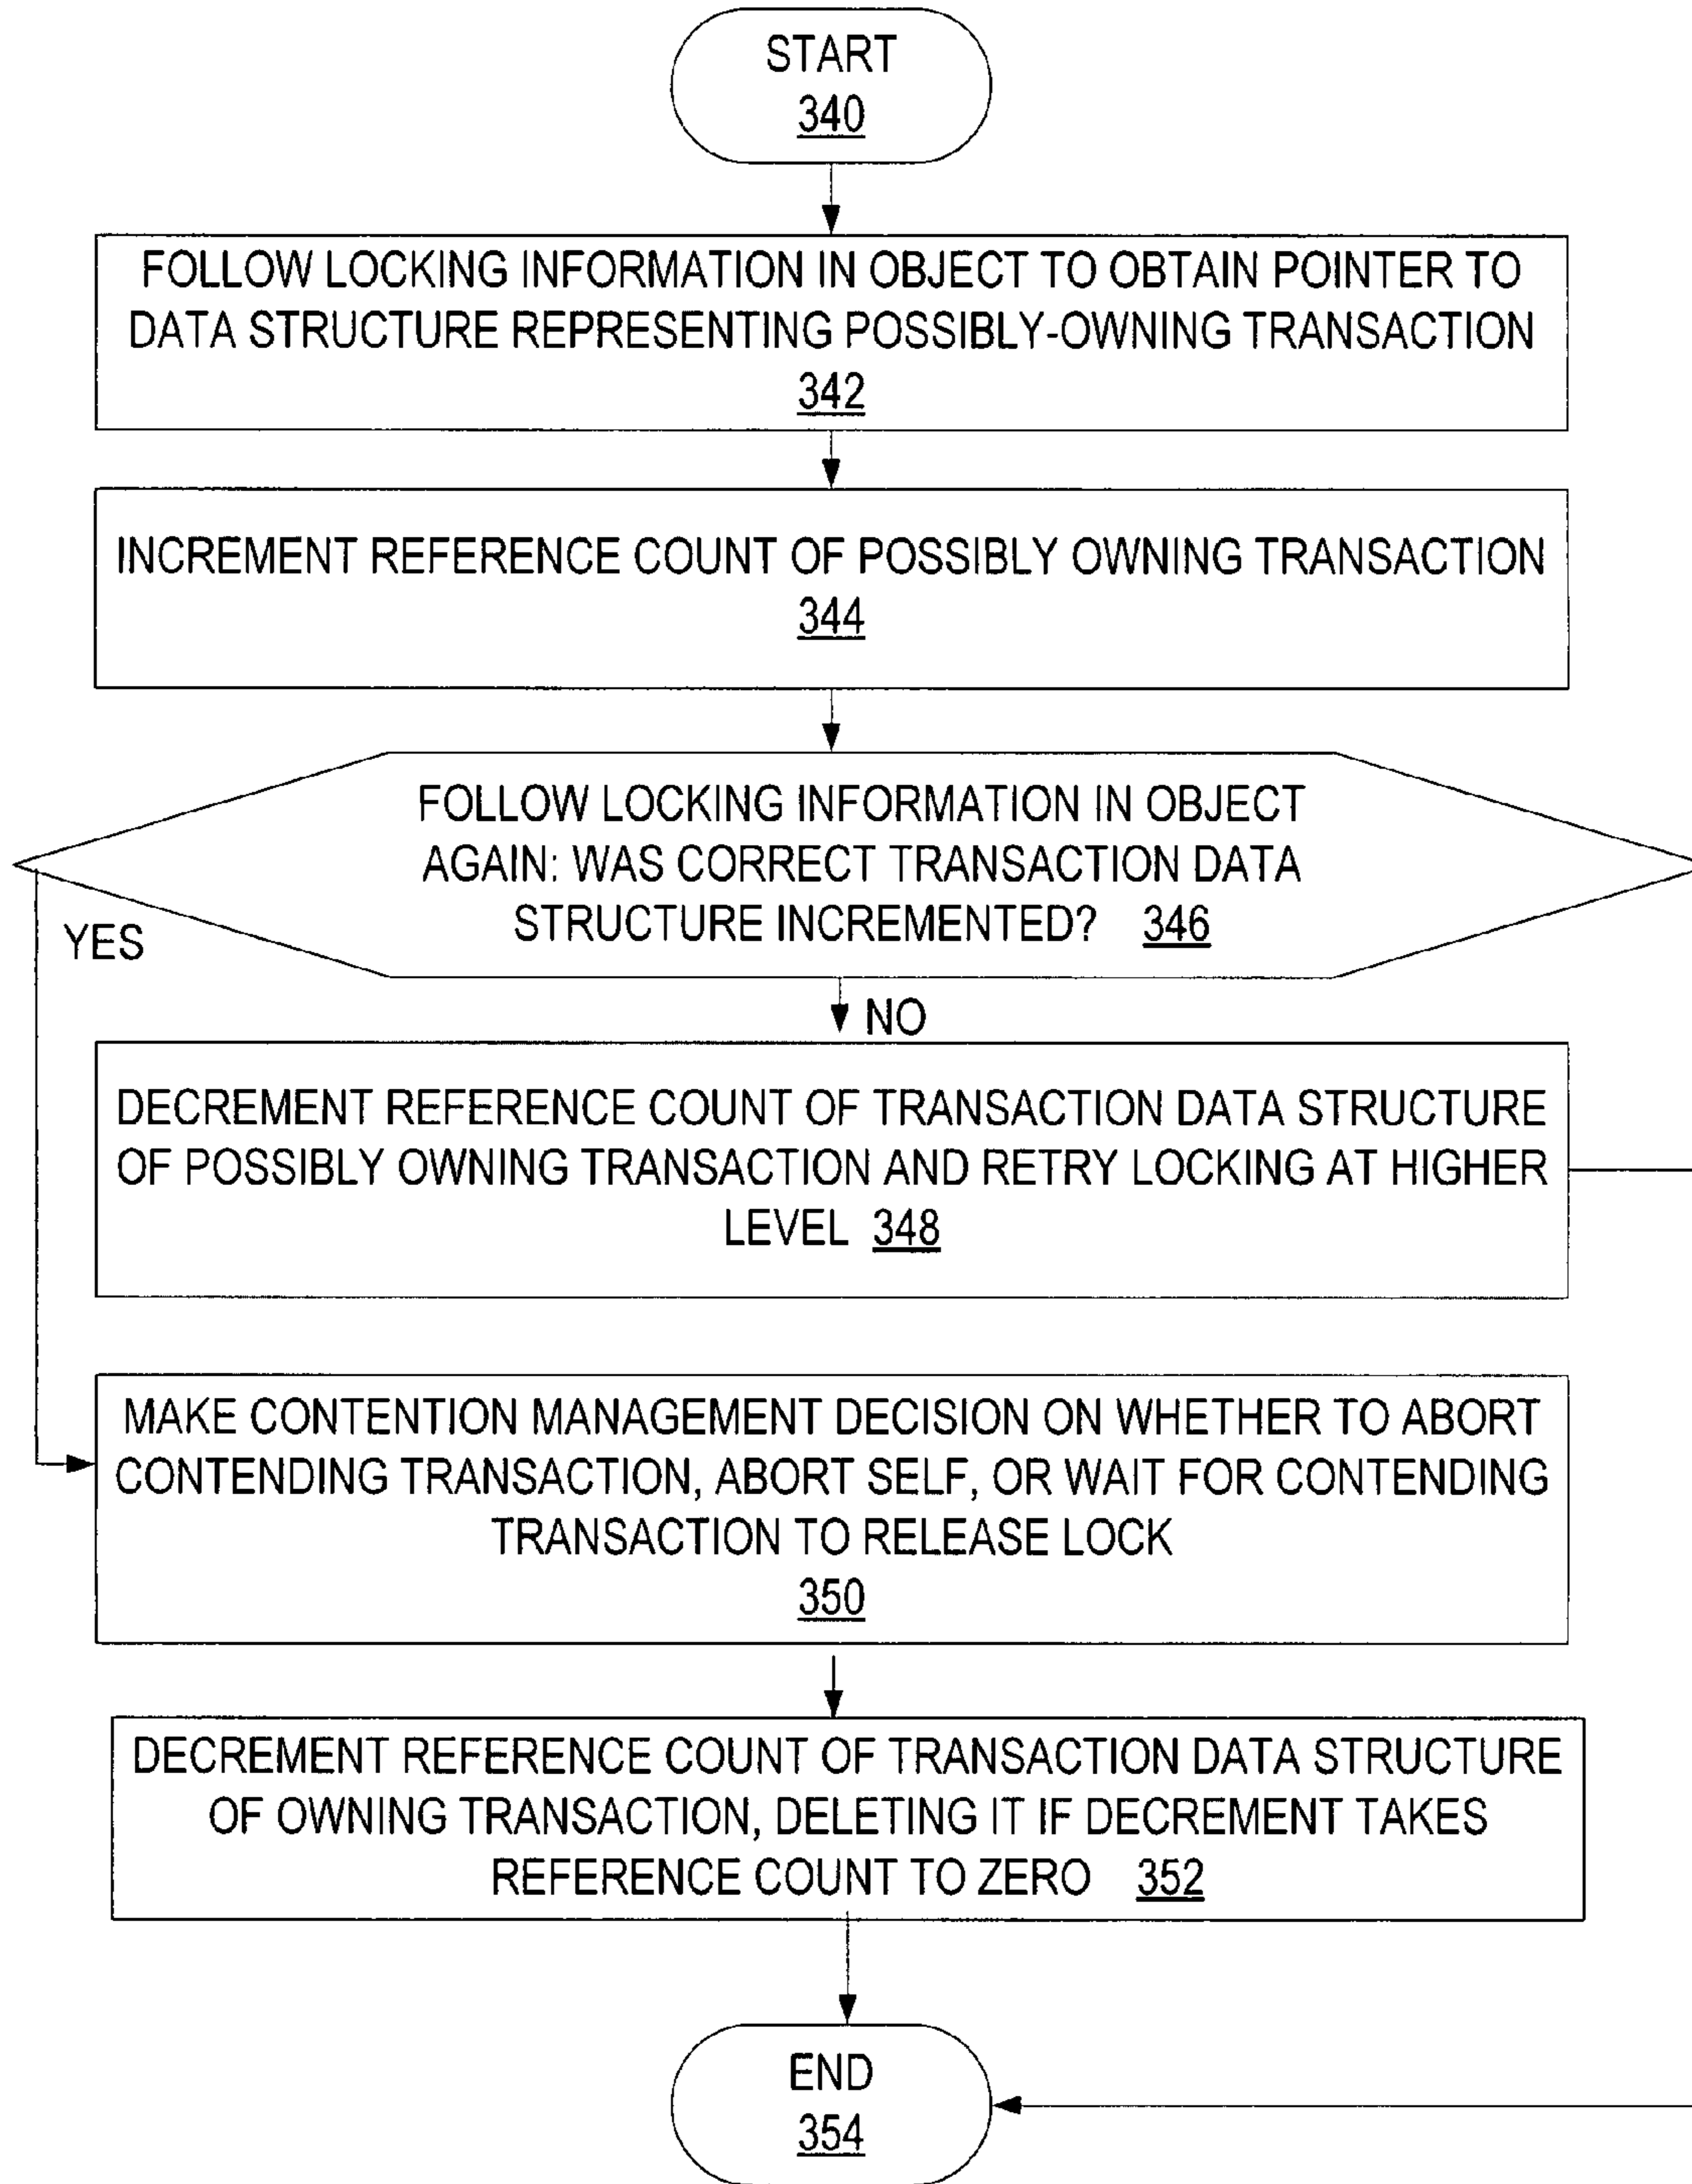 START
340
FOLLOW LOCKING INFORMATION IN OBJECT TO OBTAIN POINTER TO
DATA STRUCTURE REPRESENTING POSSIBLY-OWNING TRANSACTION
342
INCREMENT REFERENCE COUNT OF POSSIBLY OWNING TRANSACTION
344
FOLLOW LOCKING INFORMATION IN OBJECT
AGAIN: WAS CORRECT TRANSACTION DATA
STRUCTURE INCREMENTED? 346
YES
NO
DECREMENT REFERENCE COUNT OF TRANSACTION DATA STRUCTURE
OF POSSIBLY OWNING TRANSACTION AND RETRY LOCKING AT HIGHER
LEVEL 348
MAKE CONTENTION MANAGEMENT DECISION ON WHETHER TO ABORT
CONTENDING TRANSACTION, ABORT SELF, OR WAIT FOR CONTENDING
TRANSACTION TO RELEASE LOCK
350
DECREMENT REFERENCE COUNT OF TRANSACTION DATA STRUCTURE
OF OWNING TRANSACTION, DELETING IT IF DECREMENT TAKES
REFERENCE COUNT TO ZERO 352
END
354